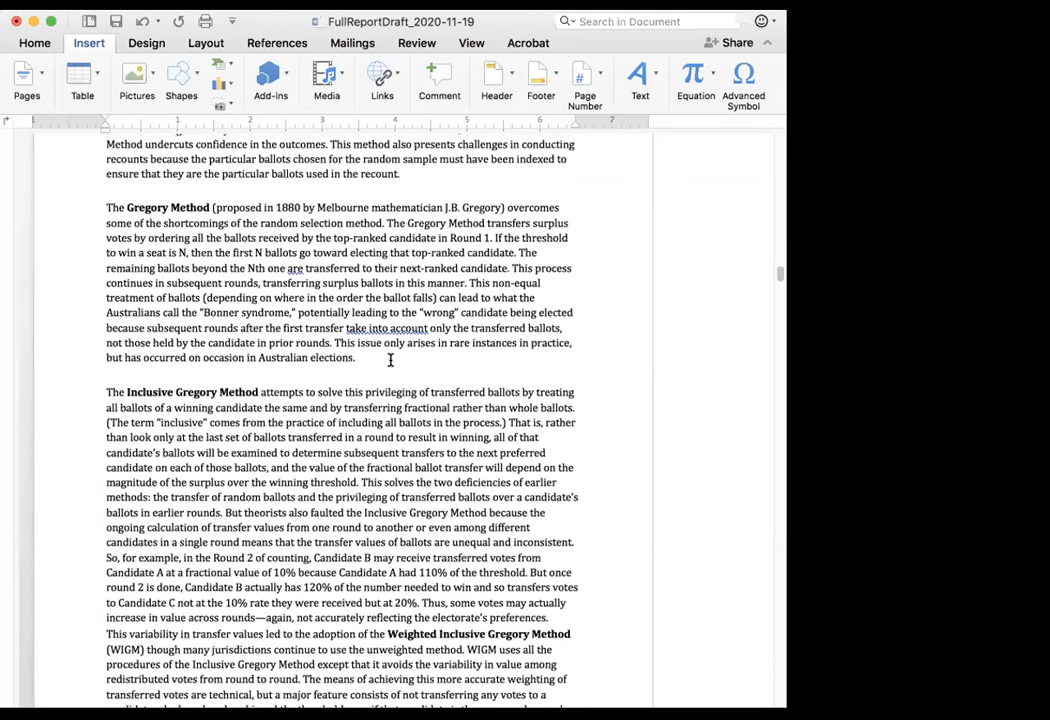 FullReportDraft_2020-11-19
Search in Document
Home Insert Design Layout References Mailings Review View Acrobat
Share
Pages Table Pictures Shapes Add-ins Media Links Comment Header Footer Page Number Text Equation Advanced Symbol
1 1 2 3 4 5 6 7
Method undercuts confidence in the outcomes. This method also presents challenges in conducting
recounts because the particular ballots chosen for the random sample must have been indexed to
ensure that they are the particular ballots used in the recount.
The Gregory Method (proposed in 1880 by Melbourne mathematician J.B. Gregory) overcomes
some of the shortcomings of the random selection method. The Gregory Method transfers surplus
votes by ordering all the ballots received by the top-ranked candidate in Round 1. If the threshold
to win a seat is N, then the first N ballots go toward electing that top-ranked candidate. The
remaining ballots beyond the Nth one are transferred to their next-ranked candidate. This process
continues in subsequent rounds, transferring surplus ballots in this manner. This non-equal
treatment of ballots (depending on where in the order the ballot falls) can lead to what the
Australians call the “Bonner syndrome,” potentially leading to the “wrong” candidate being elected
because subsequent rounds after the first transfer take into account only the transferred ballots,
not those held by the candidate in prior rounds. This issue only arises in rare instances in practice,
but has occurred on occasion in Australian elections.
The Inclusive Gregory Method attempts to solve this privileging of transferred ballots by treating
all ballots of a winning candidate the same and by transferring fractional rather than whole ballots.
(The term “inclusive” comes from the practice of including all ballots in the process.) That is, rather
than look only at the last set of ballots transferred in a round to result in winning, all of that
candidate’s ballots will be examined to determine subsequent transfers to the next preferred
candidate on each of those ballots, and the value of the fractional ballot transfer will depend on the
magnitude of the surplus over the winning threshold. This solves the two deficiencies of earlier
methods: the transfer of random ballots and the privileging of transferred ballots over a candidate’s
ballots in earlier rounds. But theorists also faulted the Inclusive Gregory Method because the
ongoing calculation of transfer values from one round to another or even among different
candidates in a single round means that the transfer values of ballots are unequal and inconsistent.
So, for example, in the Round 2 of counting, Candidate B may receive transferred votes from
Candidate A at a fractional value of 10% because Candidate A had 110% of the threshold. But once
round 2 is done, Candidate B actually has 120% of the number needed to win and so transfers votes
to Candidate C not at the 10% rate they were received but at 20%. Thus, some votes may actually
increase in value across rounds—again, not accurately reflecting the electorate’s preferences.
This variability in transfer values led to the adoption of the Weighted Inclusive Gregory Method
(WIGM) though many jurisdictions continue to use the unweighted method. WIGM uses all the
procedures of the Inclusive Gregory Method except that it avoids the variability in value among
redistributed votes from round to round. The means of achieving this more accurate weighting of
transferred votes are technical, but a major feature consists of not transferring any votes to a